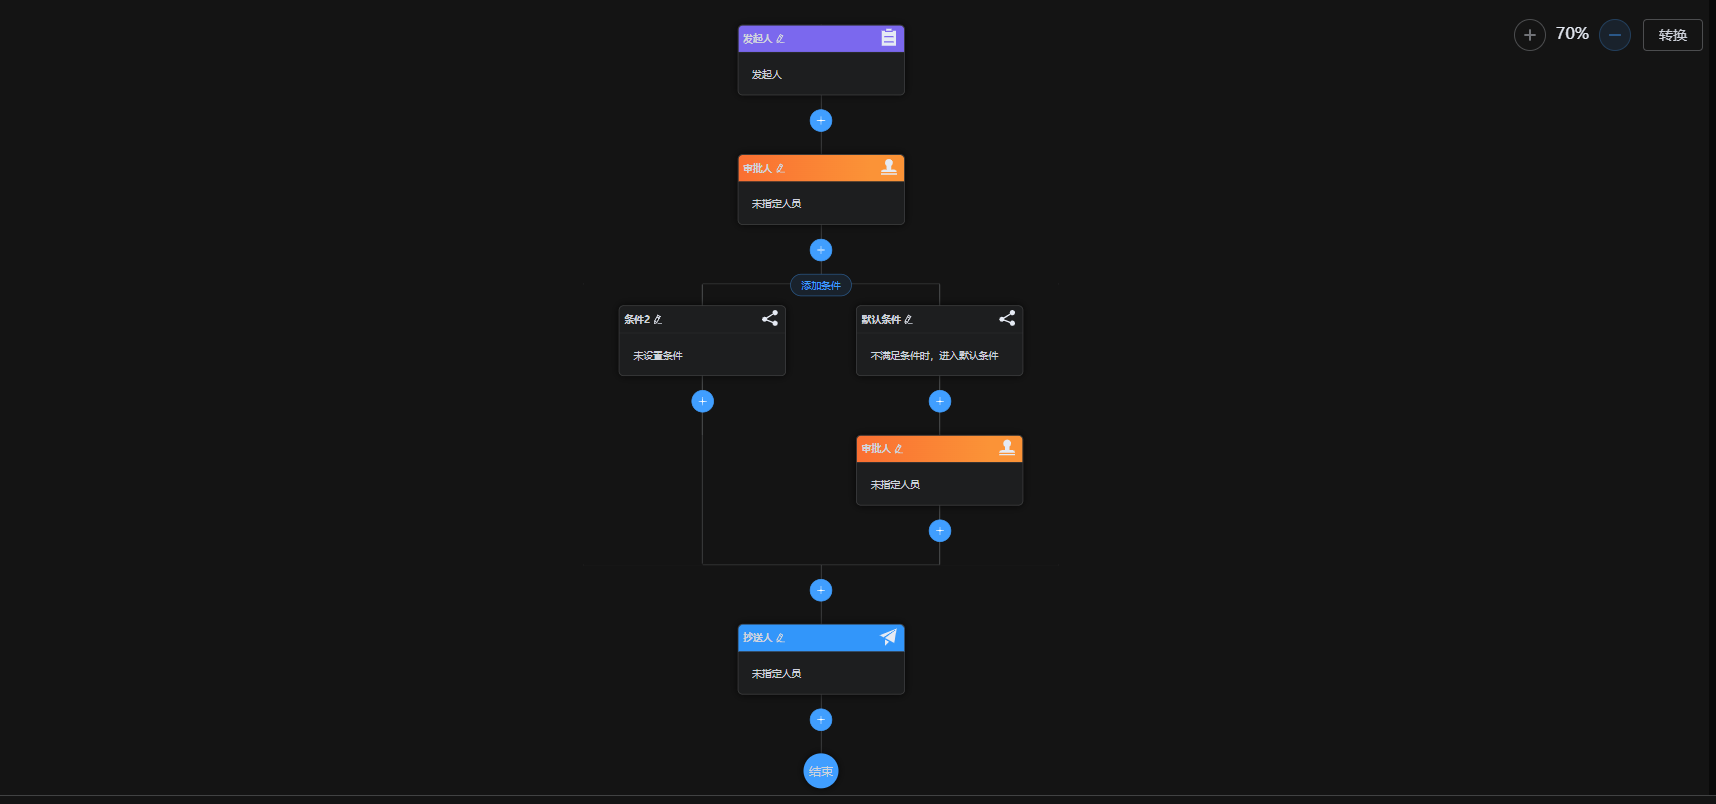 发起人
发起人
70%
转换
审批人
未指定人员
添加条件
条件2
未设置条件
默认条件
不满足条件时，进入默认条件
审批人
未指定人员
抄送人
未指定人员
结束